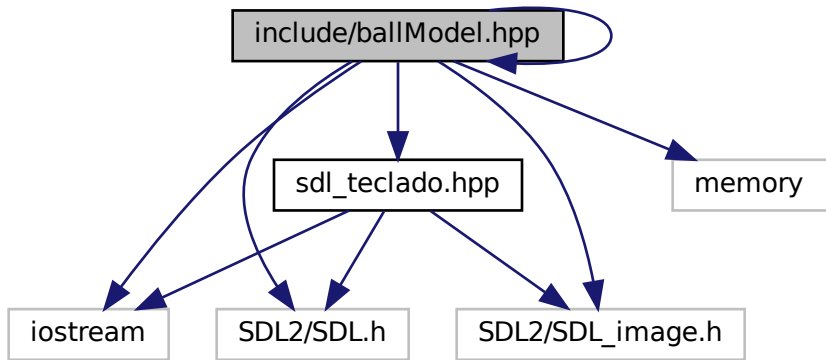 include/ballModel.hpp
sdl_teclado.hpp
memory
iostream
SDL2/SDL.h
SDL2/SDL_image.h